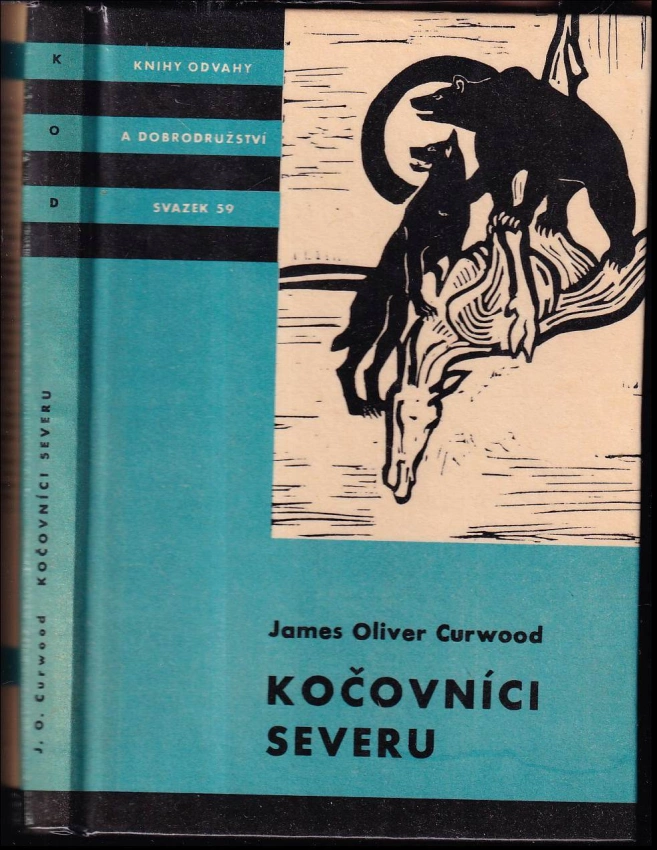 K
O
D
KNIHY ODVAHY
A DOBRODRUŽSTVÍ
SVAZEK 59
J. O. Curwood KOČOVNÍCI SEVERU
James Oliver Curwood
KOČOVNÍCI
SEVERU